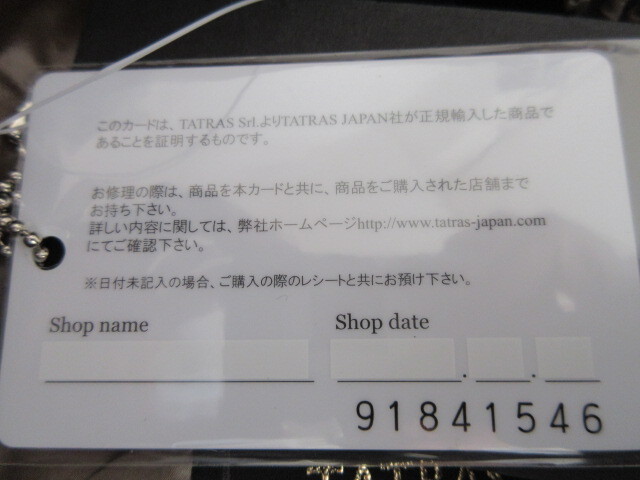 このカードは、TATRAS SrLよりTATRAS JAPAN社が正規輸入した商品で
あることを証明するものです。
お修理の際は、商品を本カードと共に、商品をご購入された店舗まで
お持ち下さい。
詳しい内容に関しては、弊社ホームページhttp://www.tatras-japan.com
にてご確認下さい。
※日付未記入の場合、ご購入の際のレシートと共にお預け下さい。
Shop name
Shop date
. .
91841546